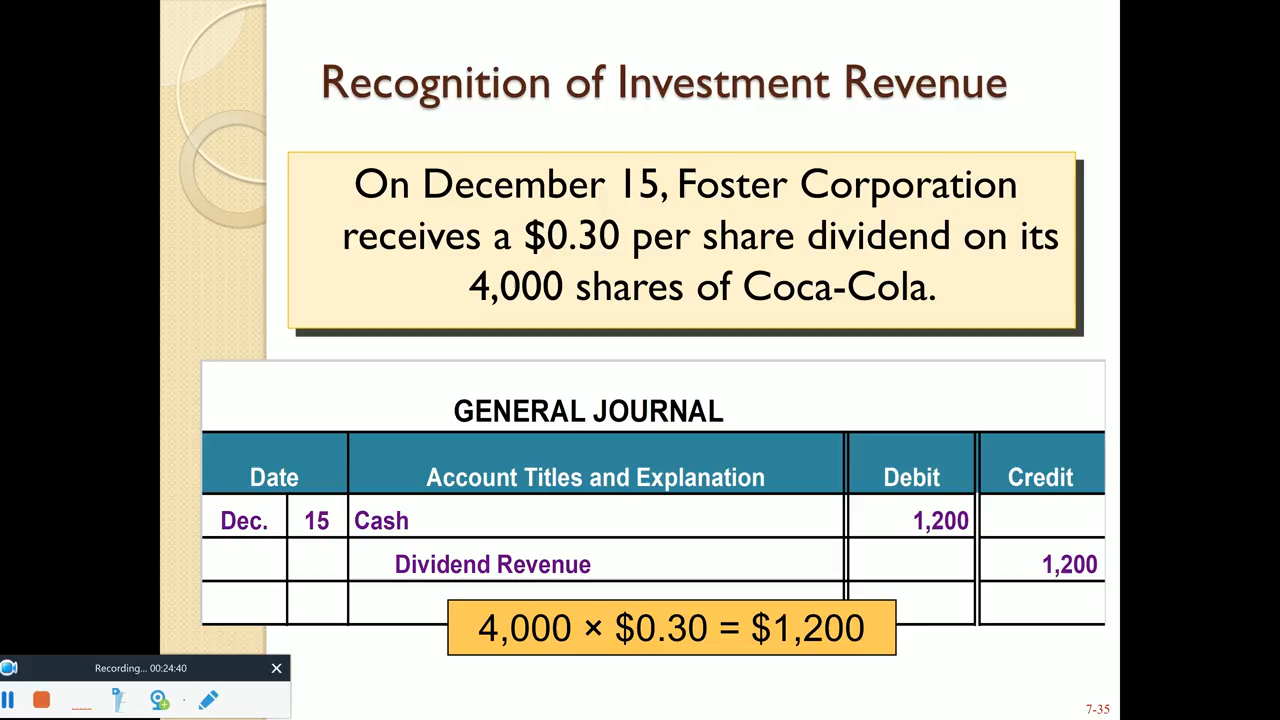 Recognition of Investment Revenue
On December 15, Foster Corporation
receives a $0.30 per share dividend on its
4,000 shares of Coca-Cola.
GENERAL JOURNAL
Date Account Titles and Explanation Debit Credit
Dec. 15 Cash 1,200
Dividend Revenue 1,200
4,000 × $0.30 = $1,200
Recording... 00:24:40
7-35